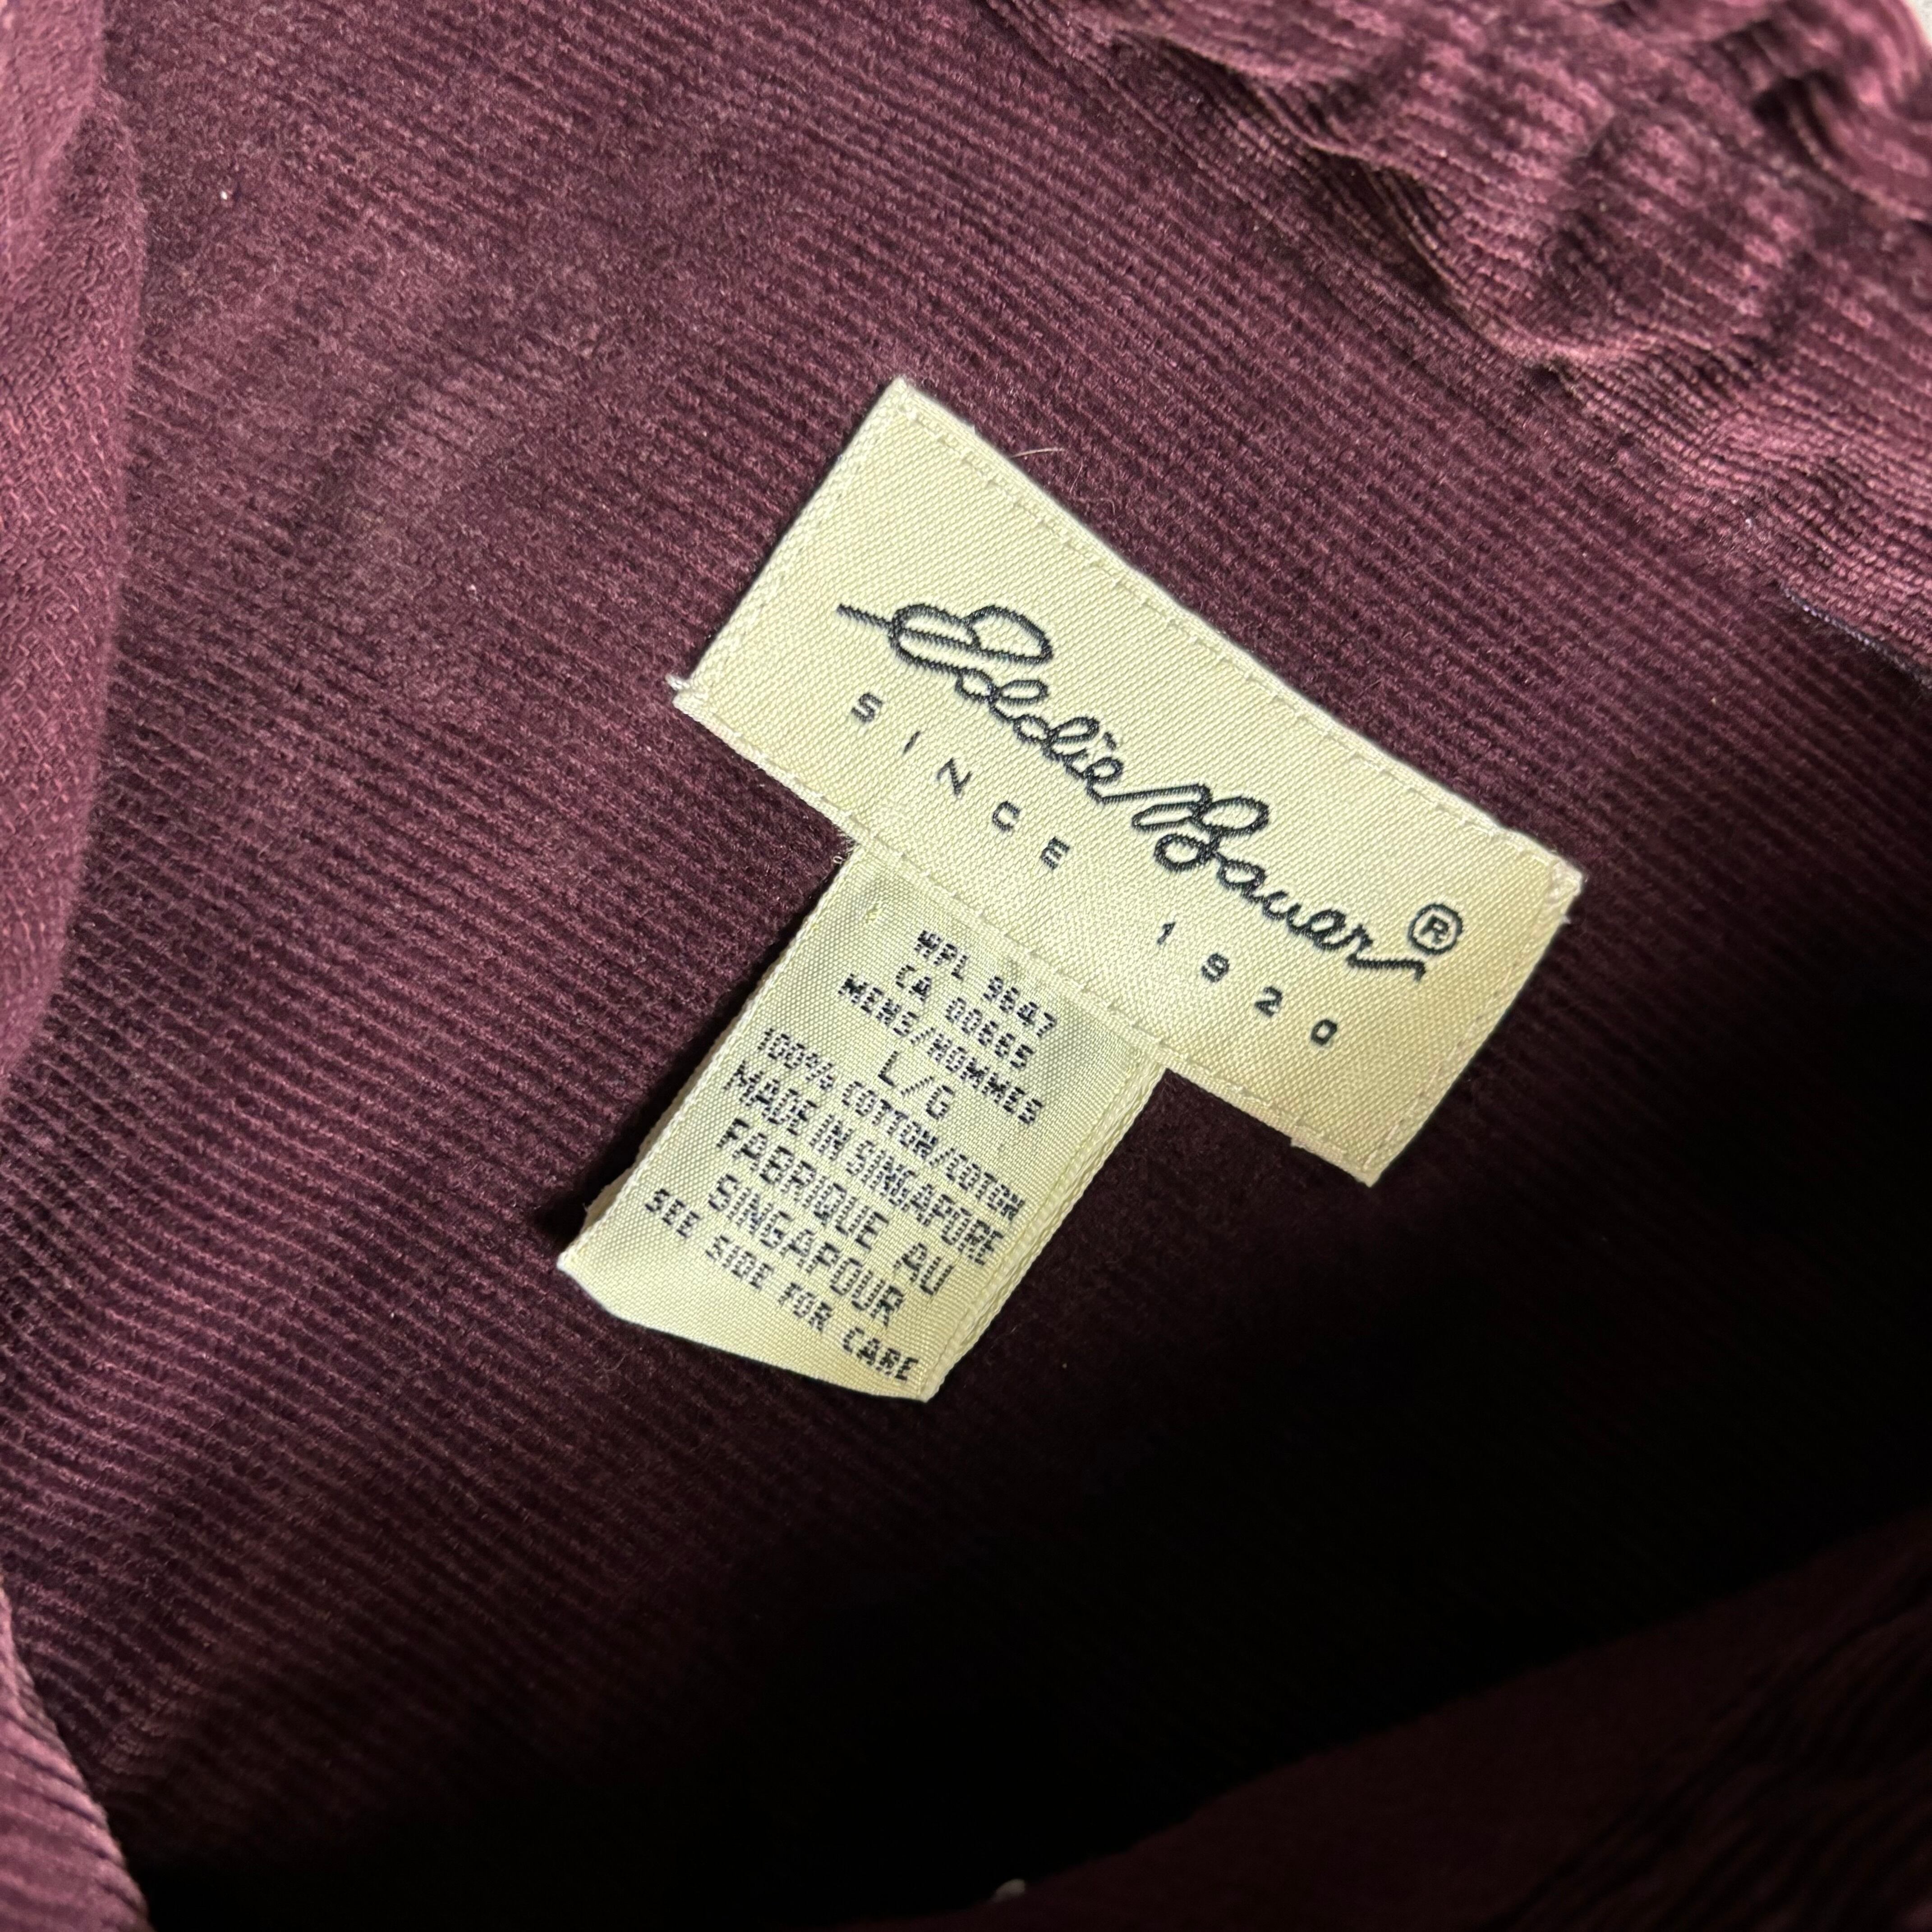 Eddie Bauer®
SINCE 1920
WPL 9647
CA 00665
MENS/HOMMES
L/G
100% COTTON/COTON
MADE IN SINGAPORE
FABRIQUE AU
SINGAPOUR
SEE SIDE FOR CARE